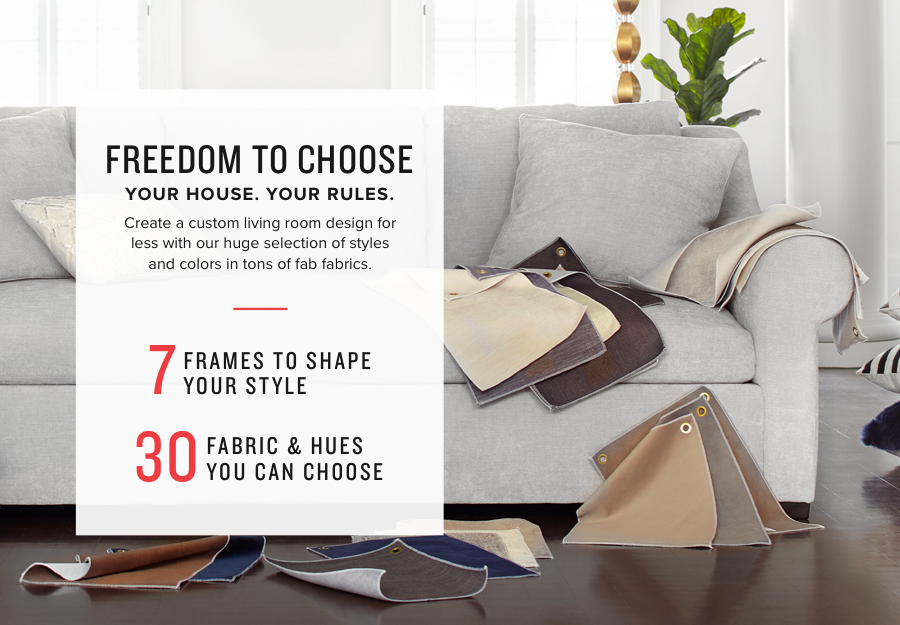 FREEDOM TO CHOOSE
YOUR HOUSE. YOUR RULES.
Create a custom living room design for
less with our huge selection of styles
and colors in tons of fab fabrics.
7 FRAMES TO SHAPE
YOUR STYLE
30 FABRIC & HUES
YOU CAN CHOOSE